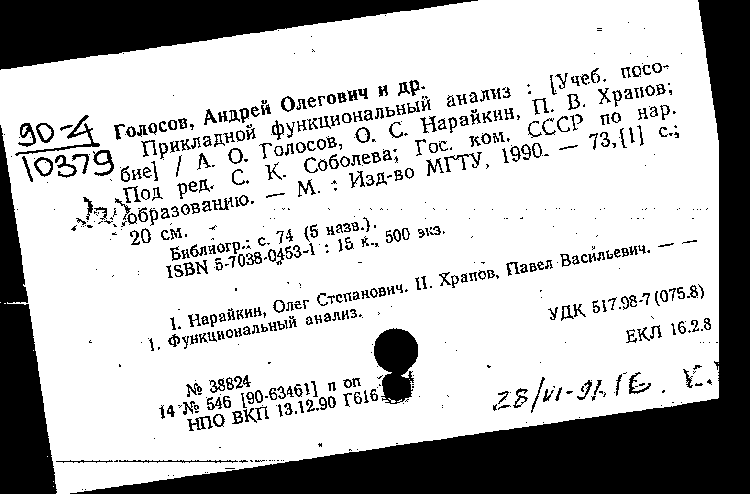 90-4
10379
Голосов, Андрей Олегович и др.
Прикладной функциональный анализ : [Учеб. посо-
бие] / А. О. Голосов, О. С. Нарайкин, П. В. Храпов;
Под ред. С. К. Соболева; Гос. ком. СССР по нар.
образованию. — М. : Изд-во МГТУ, 1990. — 73,[1] с.;
20 см.
Библиогр.: с. 74 (5 назв.).
ISBN 5-7038-0453-1 : 15 к., 500 экз.
I. Нарайкин, Олег Степанович. II. Храпов, Павел Васильевич. — —
1. Функциональный анализ.
УДК 517.98-7(075.8)
ЕКЛ 16.2.8
№ 38824
14 № 546 [90-63461] п оп
НПО ВКП 13.12.90 Г616
28/VI-91.